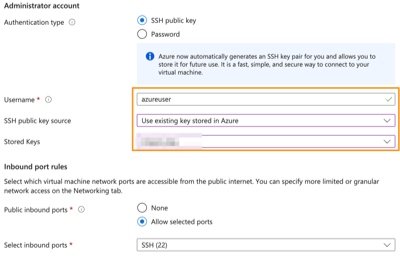 Administrator account
Authentication type
SSH public key
Password
Azure now automatically generates an SSH key pair for you and allows you to
store it for future use. It is a fast, simple, and secure way to connect to your
virtual machine.
Username *
azureuser
SSH public key source
Use existing key stored in Azure
Stored Keys
Inbound port rules
Select which virtual machine network ports are accessible from the public internet. You can specify more limited or granular
network access on the Networking tab.
Public inbound ports *
None
Allow selected ports
Select inbound ports *
SSH (22)